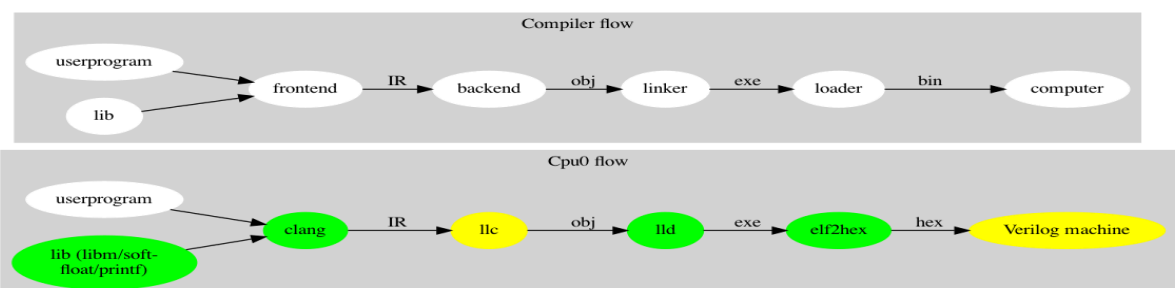 Compiler flow
userprogram
lib
frontend
IR
backend
obj
linker
exe
loader
bin
computer
Cpu0 flow
userprogram
lib (libm/soft-
float/printf)
clang
IR
llc
obj
lld
exe
elf2hex
hex
Verilog machine